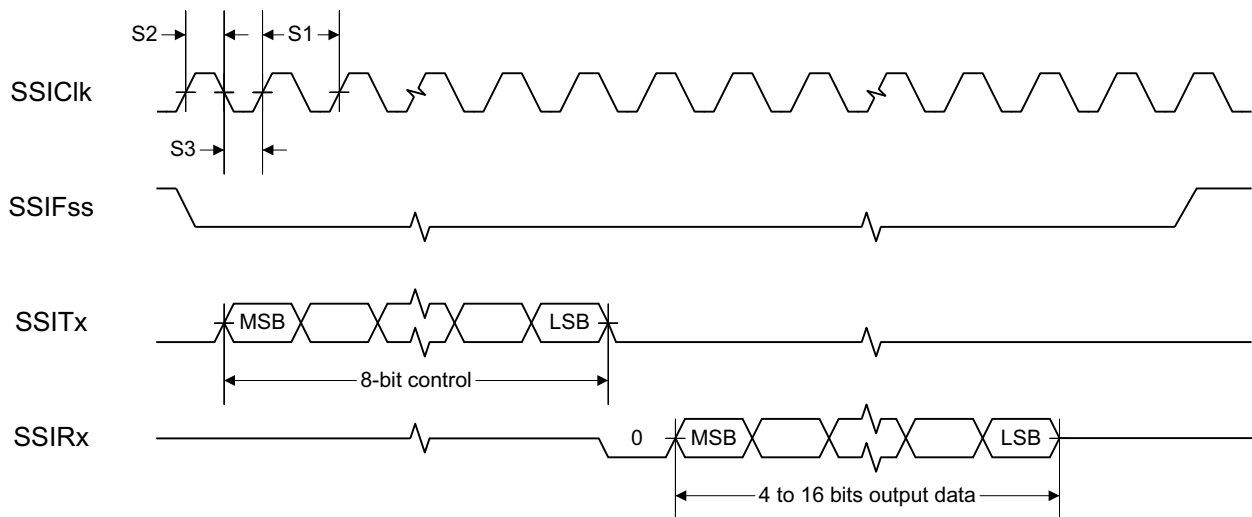 S2
S1
SSIClk
S3
SSIFss
SSITx
MSB
LSB
8-bit control
SSIRx
0
MSB
LSB
4 to 16 bits output data